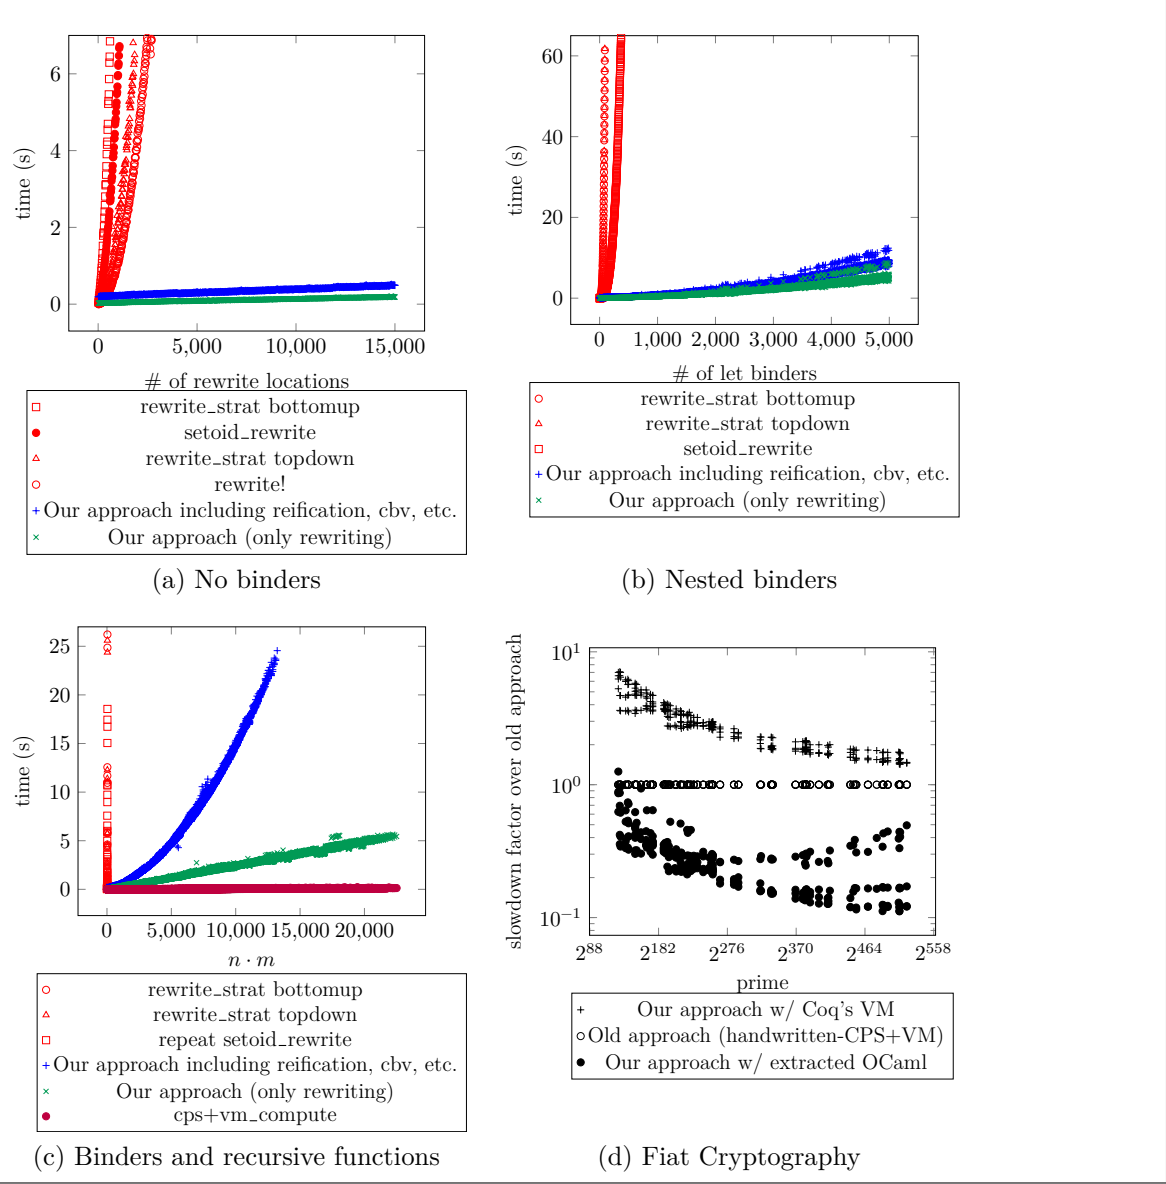 time (s)
6
4
2
0
0 5,000 10,000 15,000
# of rewrite locations
rewrite_strat bottomup
setoid_rewrite
rewrite_strat topdown
rewrite!
Our approach including reification, cbv, etc.
Our approach (only rewriting)
(a) No binders
time (s)
60
40
20
0
0 1,000 2,000 3,000 4,000 5,000
# of let binders
rewrite_strat bottomup
rewrite_strat topdown
setoid_rewrite
Our approach including reification, cbv, etc.
Our approach (only rewriting)
(b) Nested binders
time (s)
25
20
15
10
5
0
0 5,000 10,000 15,000 20,000
n · m
rewrite_strat bottomup
rewrite_strat topdown
repeat setoid_rewrite
Our approach including reification, cbv, etc.
Our approach (only rewriting)
cps+vm_compute
(c) Binders and recursive functions
slowdown factor over old approach
10¹
10⁰
10⁻¹
2⁸⁸ 2¹⁸² 2²⁷⁶ 2³⁷⁰ 2⁴⁶⁴ 2⁵⁵⁸
prime
Our approach w/ Coq's VM
Old approach (handwritten-CPS+VM)
Our approach w/ extracted OCaml
(d) Fiat Cryptography